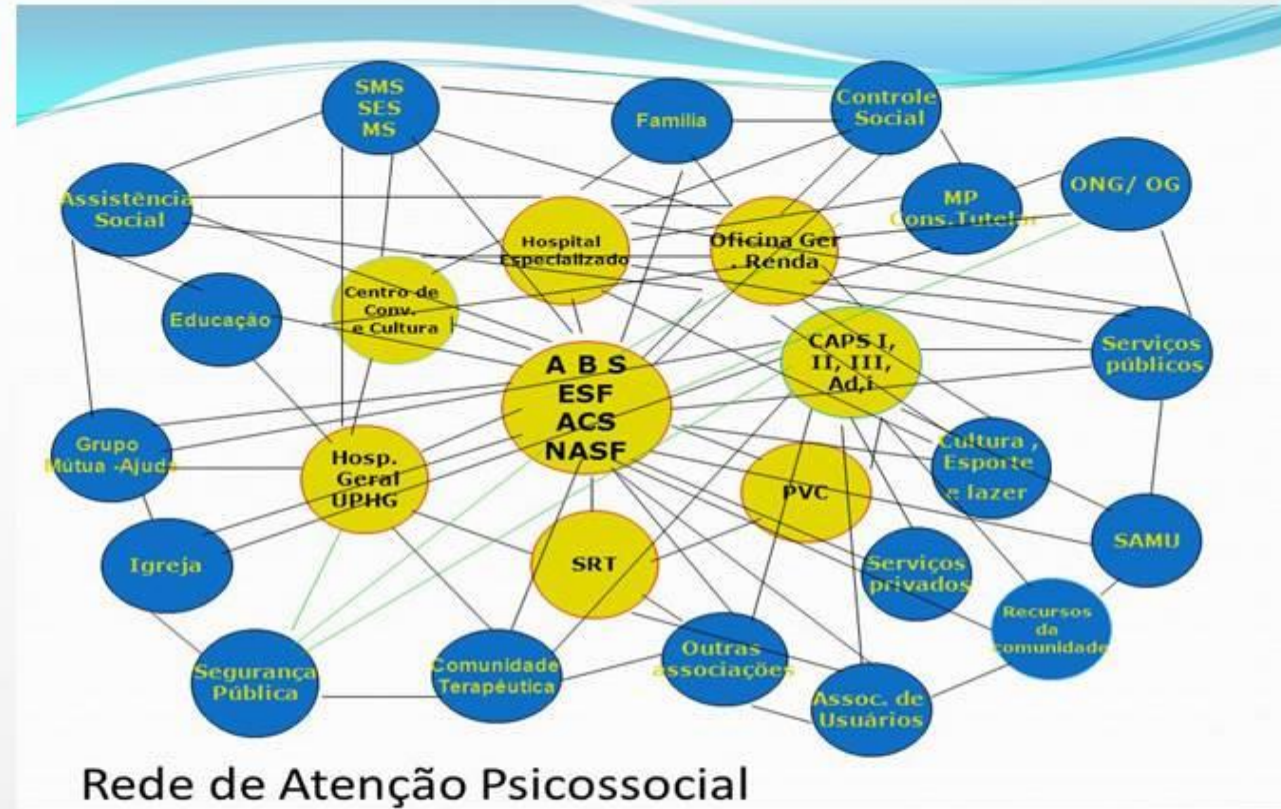 SMS
SES
MS
Familia
Controle
Social
Assistência
Social
Hospital
Especializado
Oficina Ger
. Renda
MP
Cons.Tutelar
ONG/ OG
Educação
Centro de
Conv.
e Cultura
A B S
ESF
ACS
NASF
CAPS I,
II, III,
Ad,i
Serviços
públicos
Grupo
Mútua -Ajuda
Hosp.
Geral
UPHG
PVC
Cultura ,
Esporte
e lazer
Igreja
SRT
Serviços
privados
SAMU
Segurança
Pública
Comunidade
Terapéutica
Outras
associações
Assoc. de
Usuários
Recursos
da
comunidade
Rede de Atenção Psicossocial